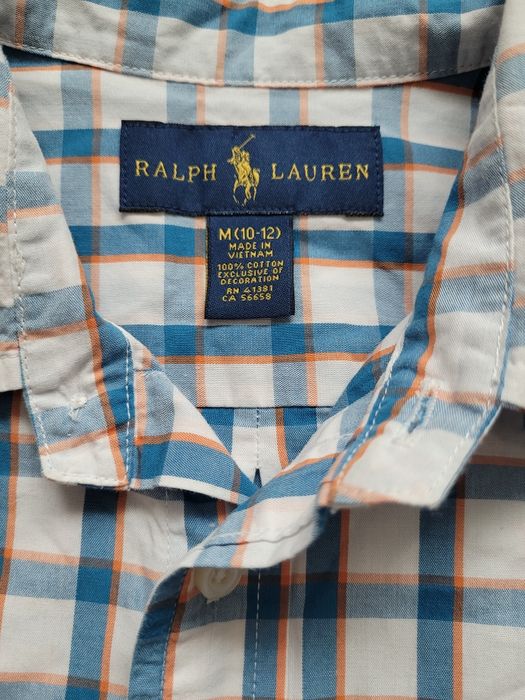 RALPH LAUREN
M(10-12)
MADE IN
VIETNAM
100% COTTON
EXCLUSIVE OF
DECORATION
RN 41381
CA 56658